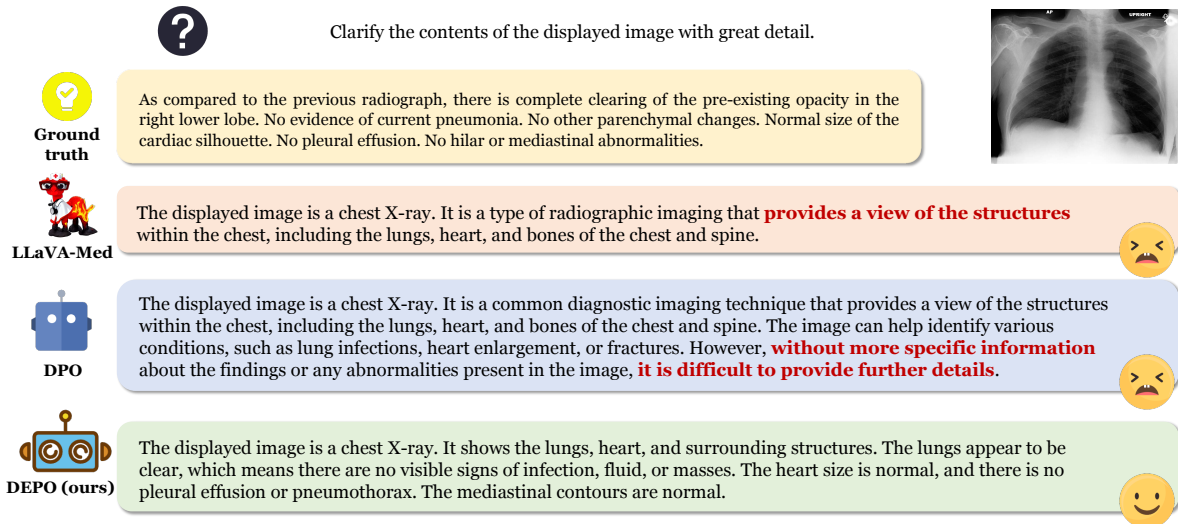 Clarify the contents of the displayed image with great detail.
AP
UPRIGHT
Ground
truth
As compared to the previous radiograph, there is complete clearing of the pre-existing opacity in the
right lower lobe. No evidence of current pneumonia. No other parenchymal changes. Normal size of the
cardiac silhouette. No pleural effusion. No hilar or mediastinal abnormalities.
LLaVA-Med
The displayed image is a chest X-ray. It is a type of radiographic imaging that provides a view of the structures
within the chest, including the lungs, heart, and bones of the chest and spine.
DPO
The displayed image is a chest X-ray. It is a common diagnostic imaging technique that provides a view of the structures
within the chest, including the lungs, heart, and bones of the chest and spine. The image can help identify various
conditions, such as lung infections, heart enlargement, or fractures. However, without more specific information
about the findings or any abnormalities present in the image, it is difficult to provide further details.
DEPO (ours)
The displayed image is a chest X-ray. It shows the lungs, heart, and surrounding structures. The lungs appear to be
clear, which means there are no visible signs of infection, fluid, or masses. The heart size is normal, and there is no
pleural effusion or pneumothorax. The mediastinal contours are normal.